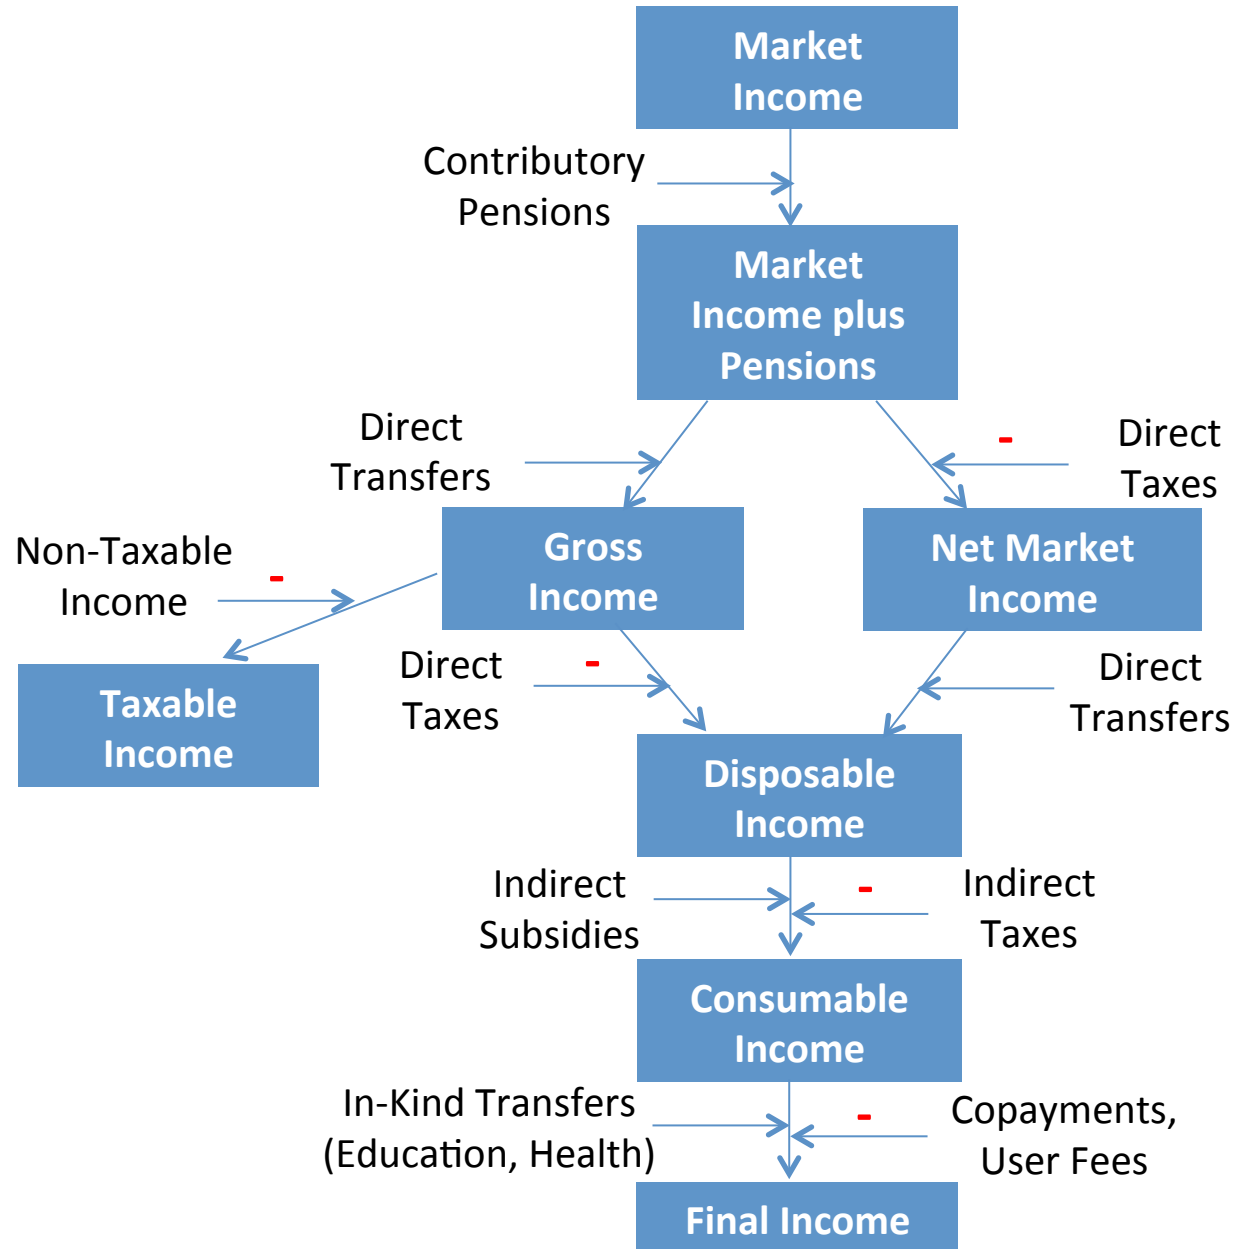 Market
Income
Contributory
Pensions
Market
Income plus
Pensions
Direct
Transfers
-
Direct
Taxes
Non-Taxable
Income
-
Gross
Income
Net Market
Income
Taxable
Income
Direct
Taxes
-
Direct
Transfers
Disposable
Income
Indirect
Subsidies
-
Indirect
Taxes
Consumable
Income
In-Kind Transfers
(Education, Health)
-
Copayments,
User Fees
Final Income